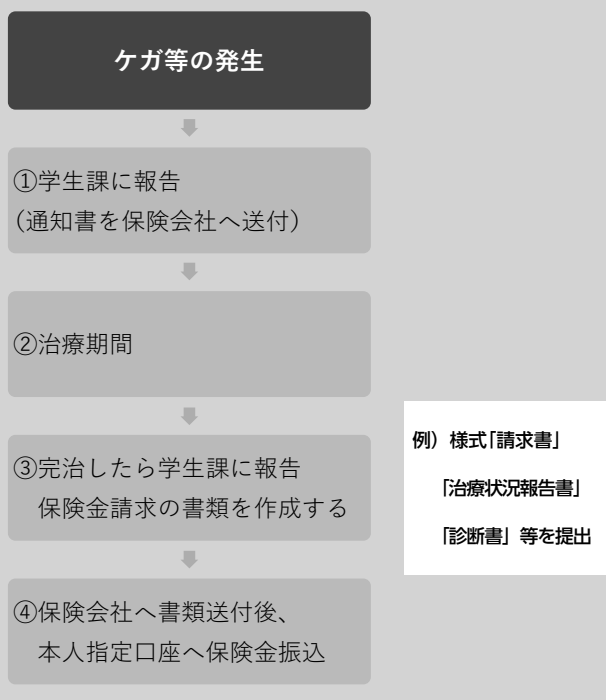 ケガ等の発生
①学生課に報告
（通知書を保険会社へ送付）
②治療期間
③完治したら学生課に報告
保険金請求の書類を作成する
例）様式「請求書」
「治療状況報告書」
「診断書」等を提出
④保険会社へ書類送付後、
本人指定口座へ保険金振込